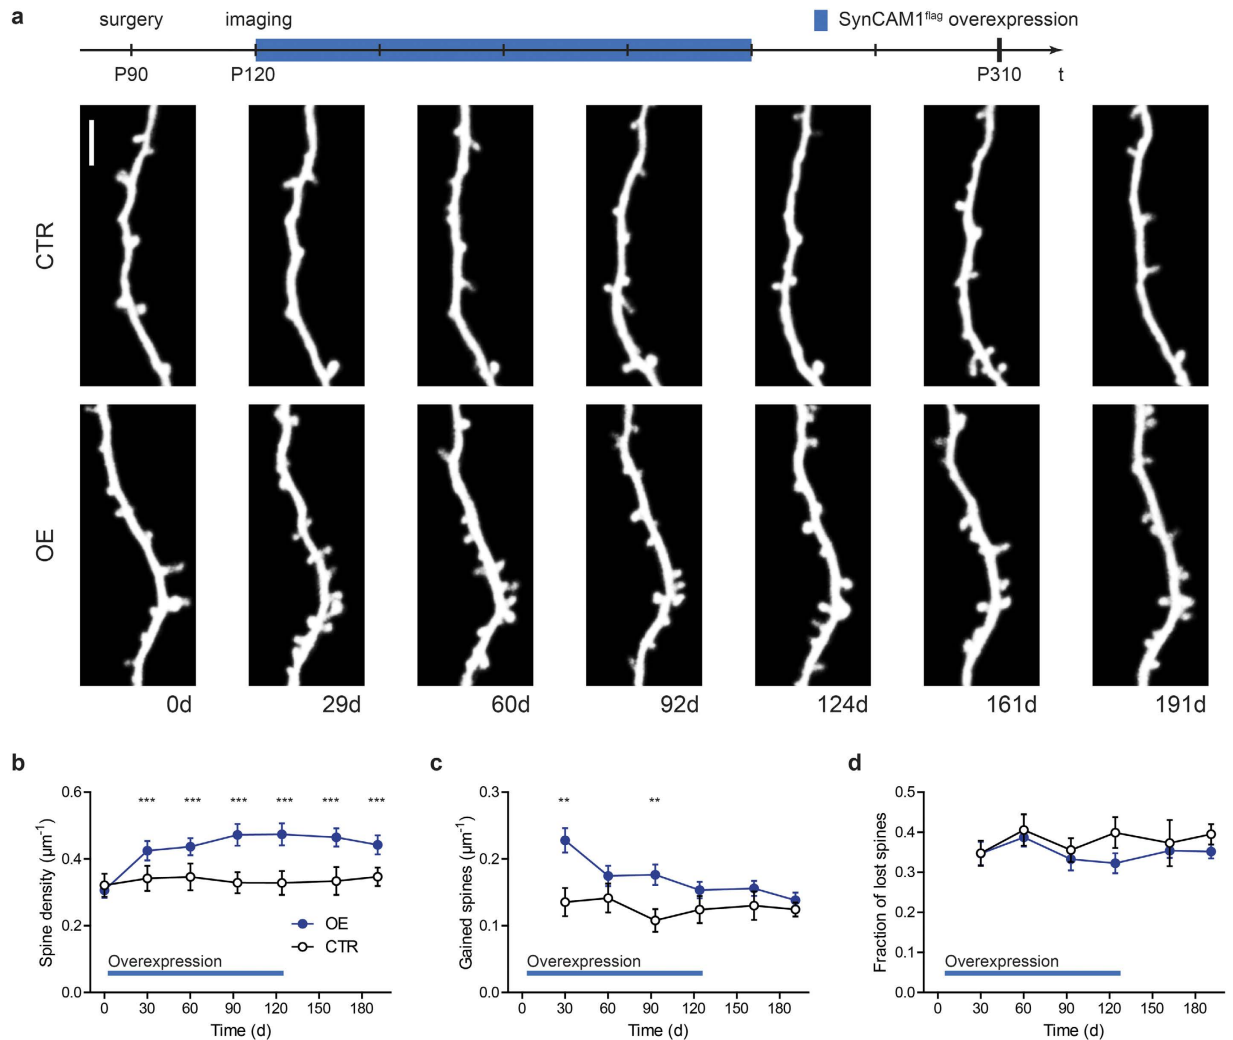 a
surgery imaging SynCAM1flag overexpression
P90 P120 P310 t
CTR
OE
0d 29d 60d 92d 124d 161d 191d
b
0.6
0.4
0.2
0.0
Spine density (µm⁻¹)
*** *** *** *** *** ***
OE
CTR
Overexpression
0 30 60 90 120 150 180
Time (d)
c
0.3
0.2
0.1
0.0
Gained spines (µm⁻¹)
** **
Overexpression
0 30 60 90 120 150 180
Time (d)
d
0.5
0.4
0.3
0.2
0.1
0.0
Fraction of lost spines
Overexpression
0 30 60 90 120 150 180
Time (d)